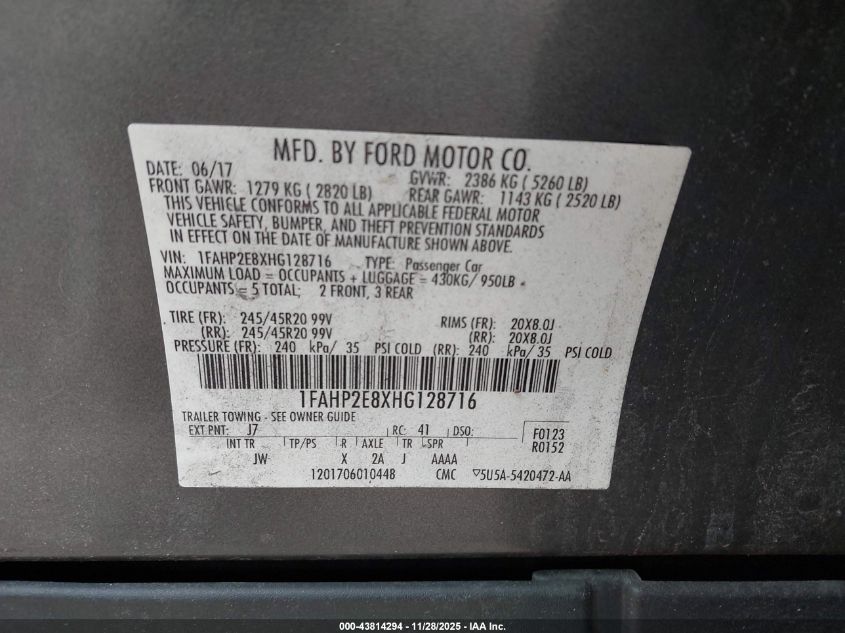 MFD. BY FORD MOTOR CO.
DATE: 06/17 GVWR: 2386 KG ( 5260 LB)
FRONT GAWR: 1279 KG ( 2820 LB) REAR GAWR: 1143 KG ( 2520 LB)
THIS VEHICLE CONFORMS TO ALL APPLICABLE FEDERAL MOTOR
VEHICLE SAFETY, BUMPER, AND THEFT PREVENTION STANDARDS
IN EFFECT ON THE DATE OF MANUFACTURE SHOWN ABOVE.
VIN: 1FAHP2E8XHG128716 TYPE: Passenger Car
MAXIMUM LOAD = OCCUPANTS + LUGGAGE = 430KG/ 950LB
OCCUPANTS = 5 TOTAL; 2 FRONT, 3 REAR
TIRE (FR): 245/45R20 99V RIMS (FR): 20X8.0J
(RR): 245/45R20 99V (RR): 20X8.0J
PRESSURE (FR): 240 kPa/ 35 PSI COLD (RR): 240 kPa/ 35 PSI COLD
1FAHP2E8XHG128716
TRAILER TOWING - SEE OWNER GUIDE
EXT PNT: J7 RC: 41 DSO: F0123
INT TR TP/PS R AXLE TR SPR R0152
JW X 2A J AAAA
1201706010448 CMC ▽5U5A-5420472-AA
000-43814294 - 11/28/2025 - IAA Inc.